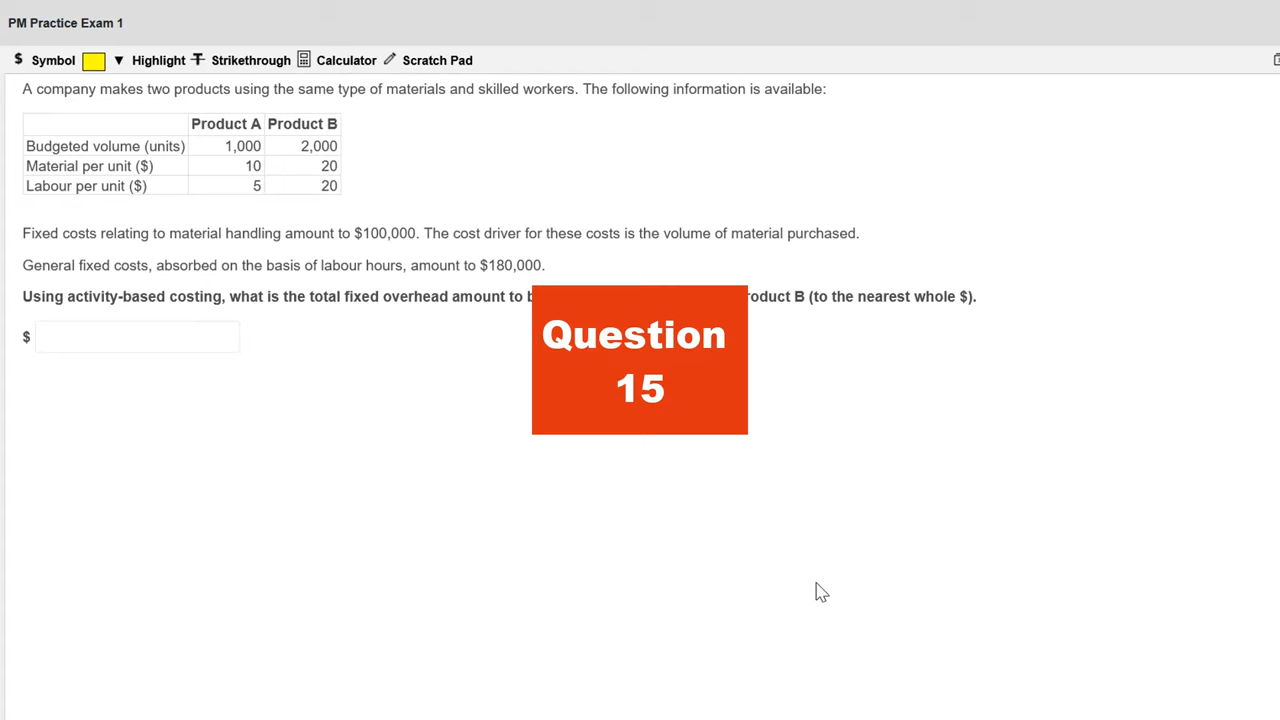 PM Practice Exam 1
$ Symbol ▼ Highlight T Strikethrough Calculator Scratch Pad
A company makes two products using the same type of materials and skilled workers. The following information is available:
Product A Product B
Budgeted volume (units) 1,000 2,000
Material per unit ($) 10 20
Labour per unit ($) 5 20
Fixed costs relating to material handling amount to $100,000. The cost driver for these costs is the volume of material purchased.
General fixed costs, absorbed on the basis of labour hours, amount to $180,000.
Using activity-based costing, what is the total fixed overhead amount to B (to the nearest whole $).
$
Question
15